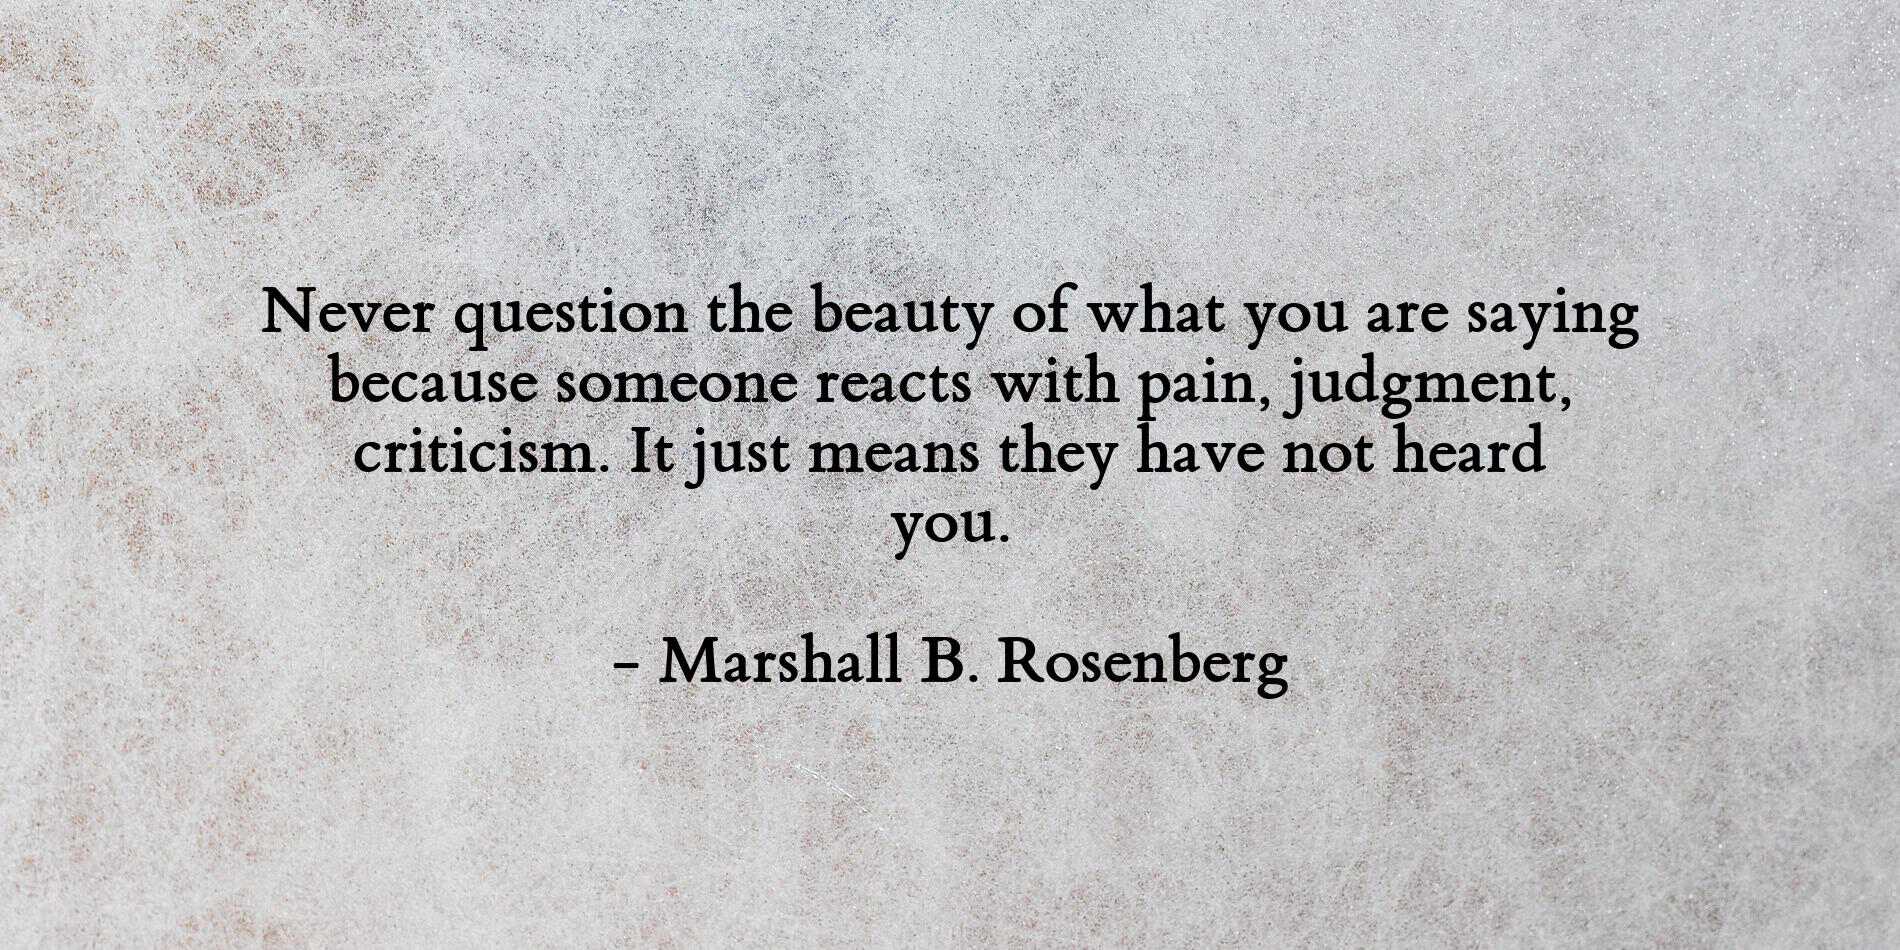 Never question the beauty of what you are saying
because someone reacts with pain, judgment,
criticism. It just means they have not heard
you.
- Marshall B. Rosenberg